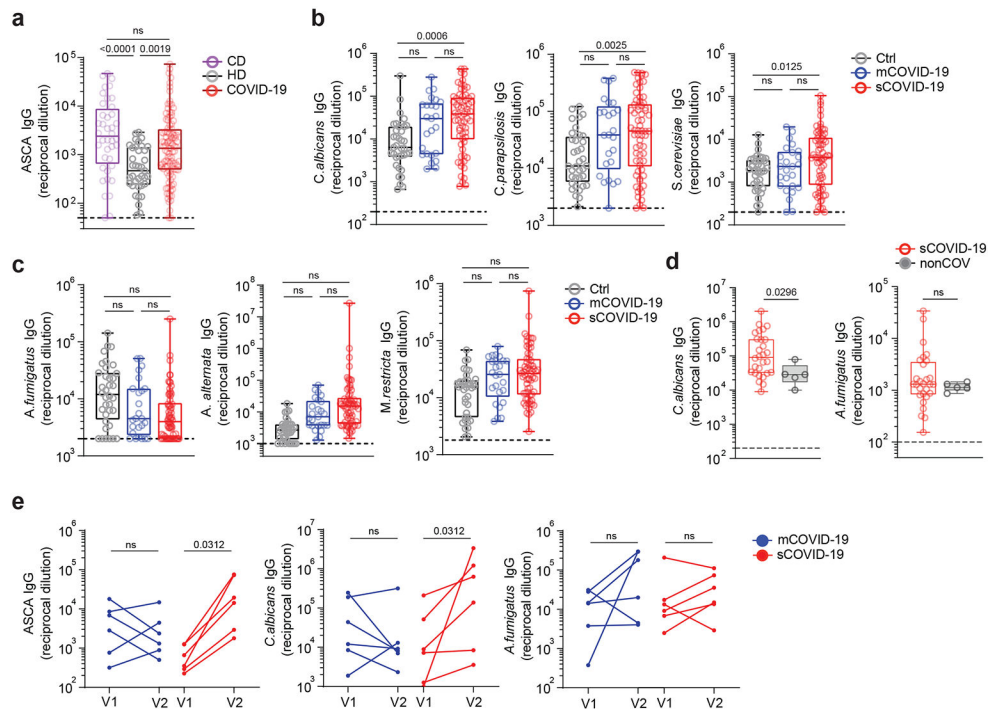 a
ns
<0.0001 0.0019
10^5
10^4
10^3
10^2
ASCA IgG
(reciprocal dilution)
CD
HD
COVID-19
b
0.0006
ns ns
10^6
10^5
10^4
10^3
10^2
C.albicans IgG
(reciprocal dilution)
0.0025
ns ns
10^5
10^4
10^3
10^2
C.parapsilosis IgG
(reciprocal dilution)
0.0125
ns ns
10^6
10^5
10^4
10^3
10^2
S.cerevisiae IgG
(reciprocal dilution)
Ctrl
mCOVID-19
sCOVID-19
c
ns
ns ns
10^6
10^5
10^4
10^3
A.fumigatus IgG
(reciprocal dilution)
ns
ns ns
10^8
10^7
10^6
10^5
10^4
10^3
10^2
A. alternata IgG
(reciprocal dilution)
ns
ns ns
10^6
10^5
10^4
10^3
M.restricta IgG
(reciprocal dilution)
Ctrl
mCOVID-19
sCOVID-19
d
sCOVID-19
nonCOV
0.0296
10^7
10^6
10^5
10^4
10^3
10^2
C.albicans IgG
(reciprocal dilution)
ns
10^5
10^4
10^3
10^2
A.fumigatus IgG
(reciprocal dilution)
e
ns 0.0312
10^6
10^5
10^4
10^3
10^2
ASCA IgG
(reciprocal dilution)
V1 V2 V1 V2
ns 0.0312
10^7
10^6
10^5
10^4
10^3
C.albicans IgG
(reciprocal dilution)
V1 V2 V1 V2
ns ns
10^6
10^5
10^4
10^3
10^2
A.fumigatus IgG
(reciprocal dilution)
V1 V2 V1 V2
mCOVID-19
sCOVID-19